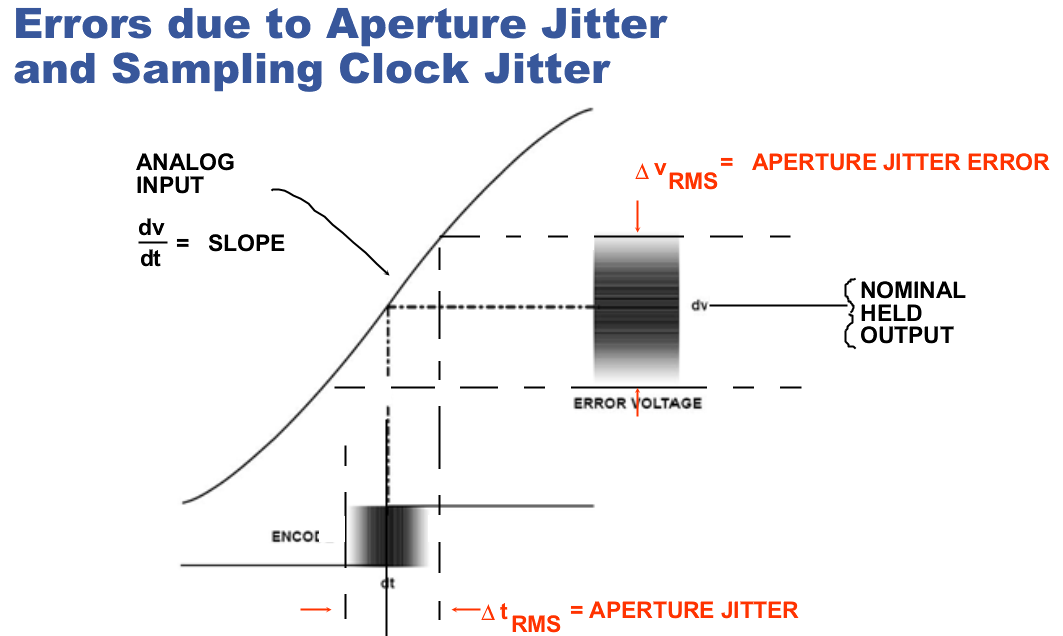 Errors due to Aperture Jitter
and Sampling Clock Jitter
ANALOG
INPUT
dv
dt
= SLOPE
Δ v RMS = APERTURE JITTER ERROR
dv
NOMINAL
HELD
OUTPUT
ERROR VOLTAGE
dt
Δ t RMS = APERTURE JITTER